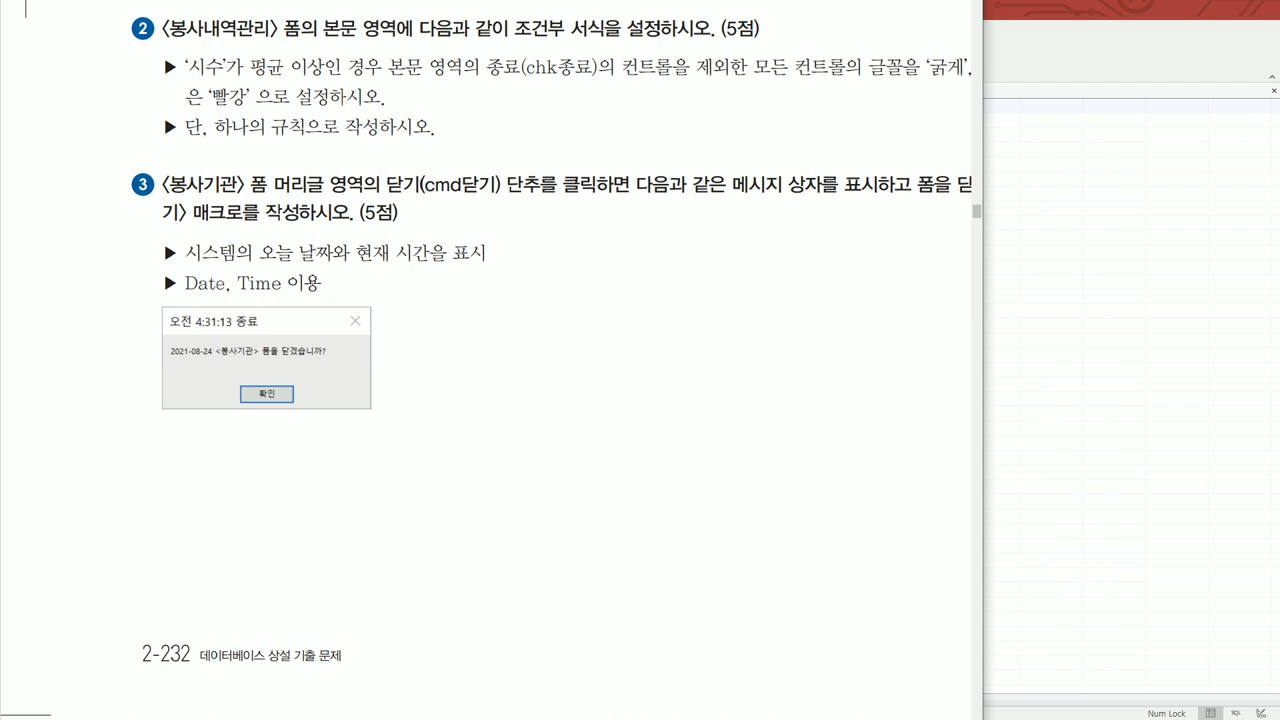 2 〈봉사내역관리〉 폼의 본문 영역에 다음과 같이 조건부 서식을 설정하시오. (5점)
▶ ‘시수’가 평균 이상인 경우 본문 영역의 종료(chk종료)의 컨트롤을 제외한 모든 컨트롤의 글꼴을 ‘굵게’,
은 ‘빨강’ 으로 설정하시오.
▶ 단, 하나의 규칙으로 작성하시오.
3 〈봉사기관〉 폼 머리글 영역의 닫기(cmd닫기) 단추를 클릭하면 다음과 같은 메시지 상자를 표시하고 폼을 닫
기〉 매크로를 작성하시오. (5점)
▶ 시스템의 오늘 날짜와 현재 시간을 표시
▶ Date, Time 이용
오전 4:31:13 종료
2021-08-24 <봉사기관> 폼을 닫겠습니까?
확인
2-232 데이터베이스 상설 기출 문제
Num Lock
SQL